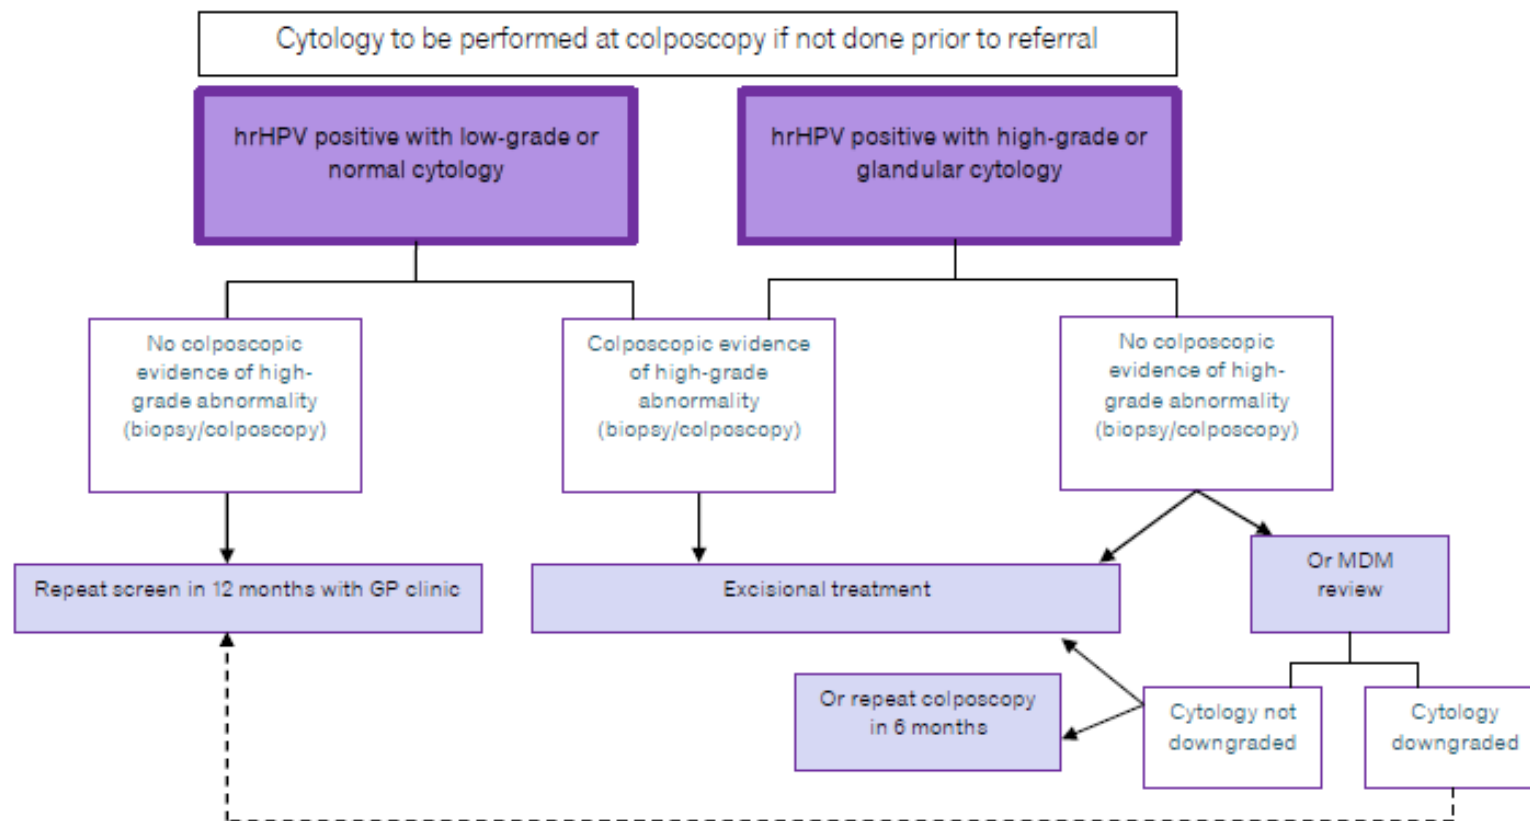 Cytology to be performed at colposcopy if not done prior to referral
hrHPV positive with low-grade or
normal cytology
hrHPV positive with high-grade or
glandular cytology
No colposcopic
evidence of high-
grade abnormality
(biopsy/colposcopy)
Colposcopic evidence
of high-grade
abnormality
(biopsy/colposcopy)
No colposcopic
evidence of high-
grade abnormality
(biopsy/colposcopy)
Repeat screen in 12 months with GP clinic
Excisional treatment
Or MDM
review
Or repeat colposcopy
in 6 months
Cytology not
downgraded
Cytology
downgraded